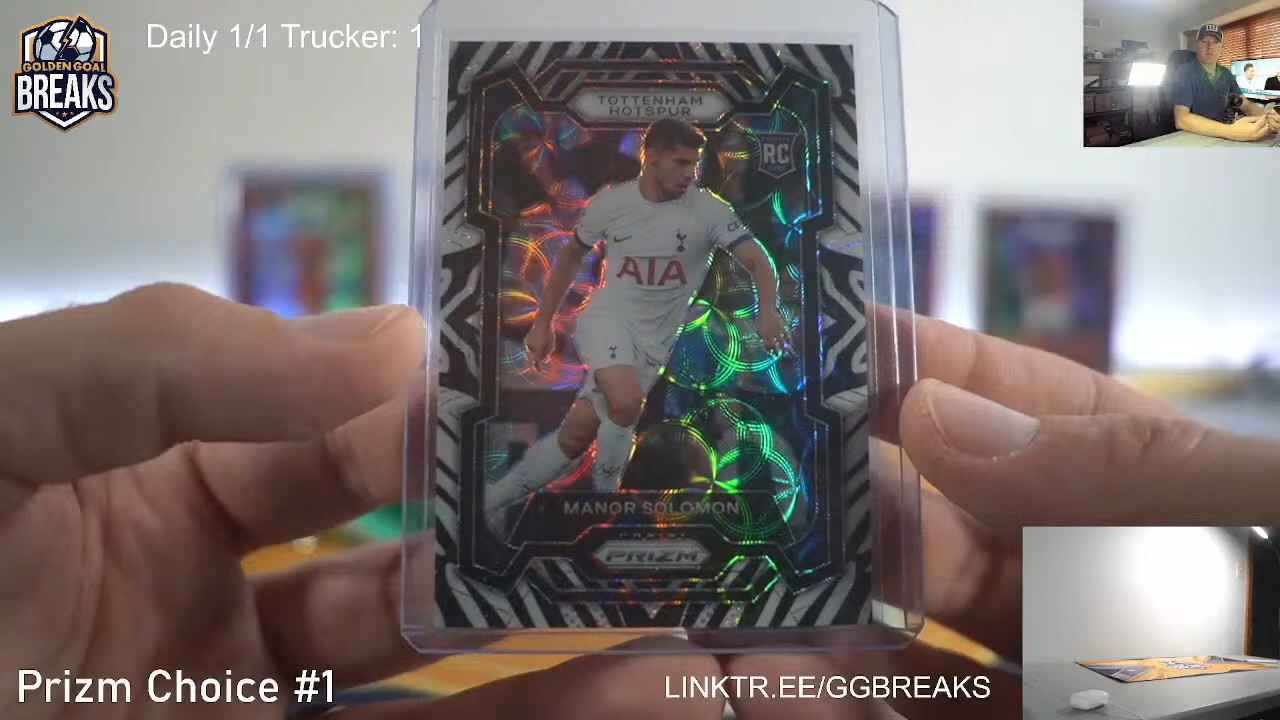 GOLDEN GOAL
BREAKS
Daily 1/1 Trucker: 1
TOTTENHAM
HOTSPUR
RC
AIA
MANOR SOLOMON
PANINI
PRIZM
Prizm Choice #1
LINKTR.EE/GGBREAKS